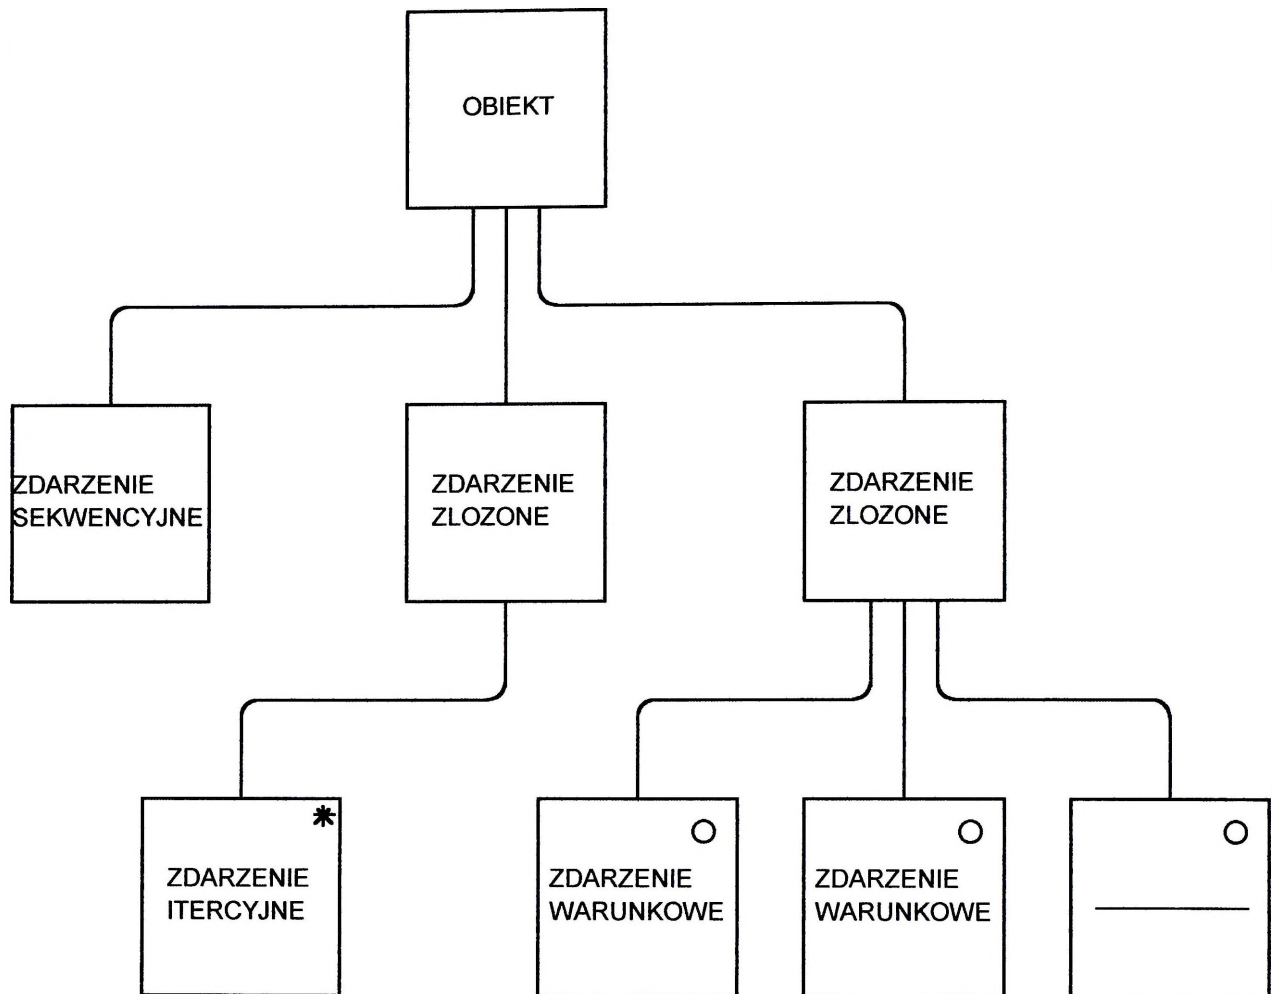 OBIEKT
ZDARZENIE
SEKWENCYJNE
ZDARZENIE
ZLOZONE
ZDARZENIE
ZLOZONE
*
ZDARZENIE
ITERCYJNE
ZDARZENIE
WARUNKOWE
ZDARZENIE
WARUNKOWE